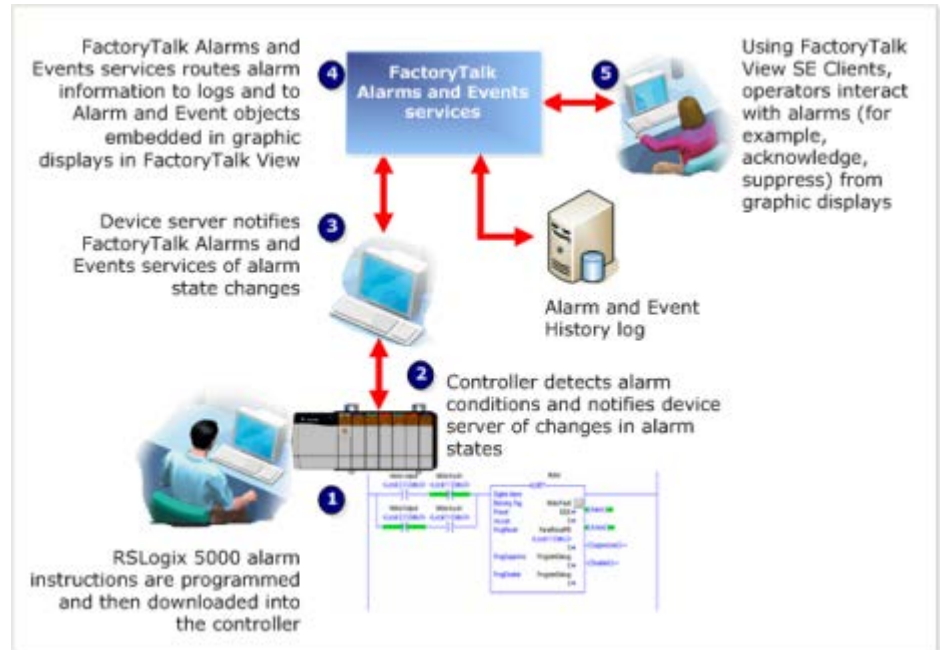 FactoryTalk Alarms and
Events services routes alarm
information to logs and to
Alarm and Event objects
embedded in graphic
displays in FactoryTalk View
4
FactoryTalk
Alarms and Events
services
5
Using FactoryTalk
View SE Clients,
operators interact
with alarms (for
example,
acknowledge,
suppress) from
graphic displays
Device server notifies
FactoryTalk Alarms and
Events services of alarm
state changes
3
Alarm and Event
History log
2
Controller detects alarm
conditions and notifies device
server of changes in alarm
states
1
RSLogix 5000 alarm
instructions are programmed
and then downloaded into
the controller